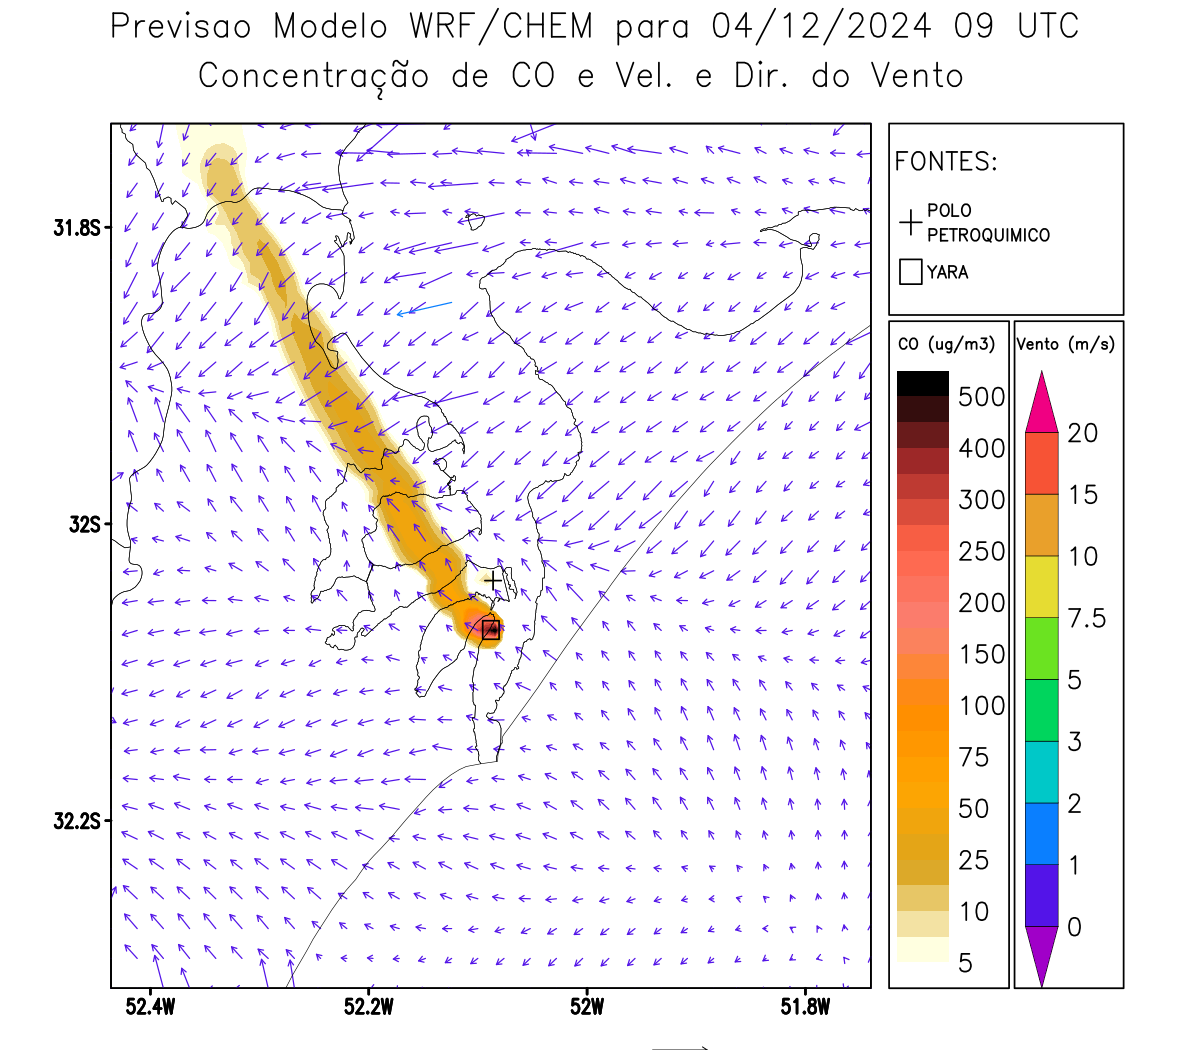 Previsao Modelo WRF/CHEM para 04/12/2024 09 UTC
Concentração de CO e Vel. e Dir. do Vento
FONTES:
POLO
PETROQUIMICO
YARA
CO (ug/m3)
500
400
300
250
200
150
100
75
50
25
10
5
Vento (m/s)
20
15
10
7.5
5
3
2
1
0
31.8S
32S
32.2S
52.4W
52.2W
52W
51.8W